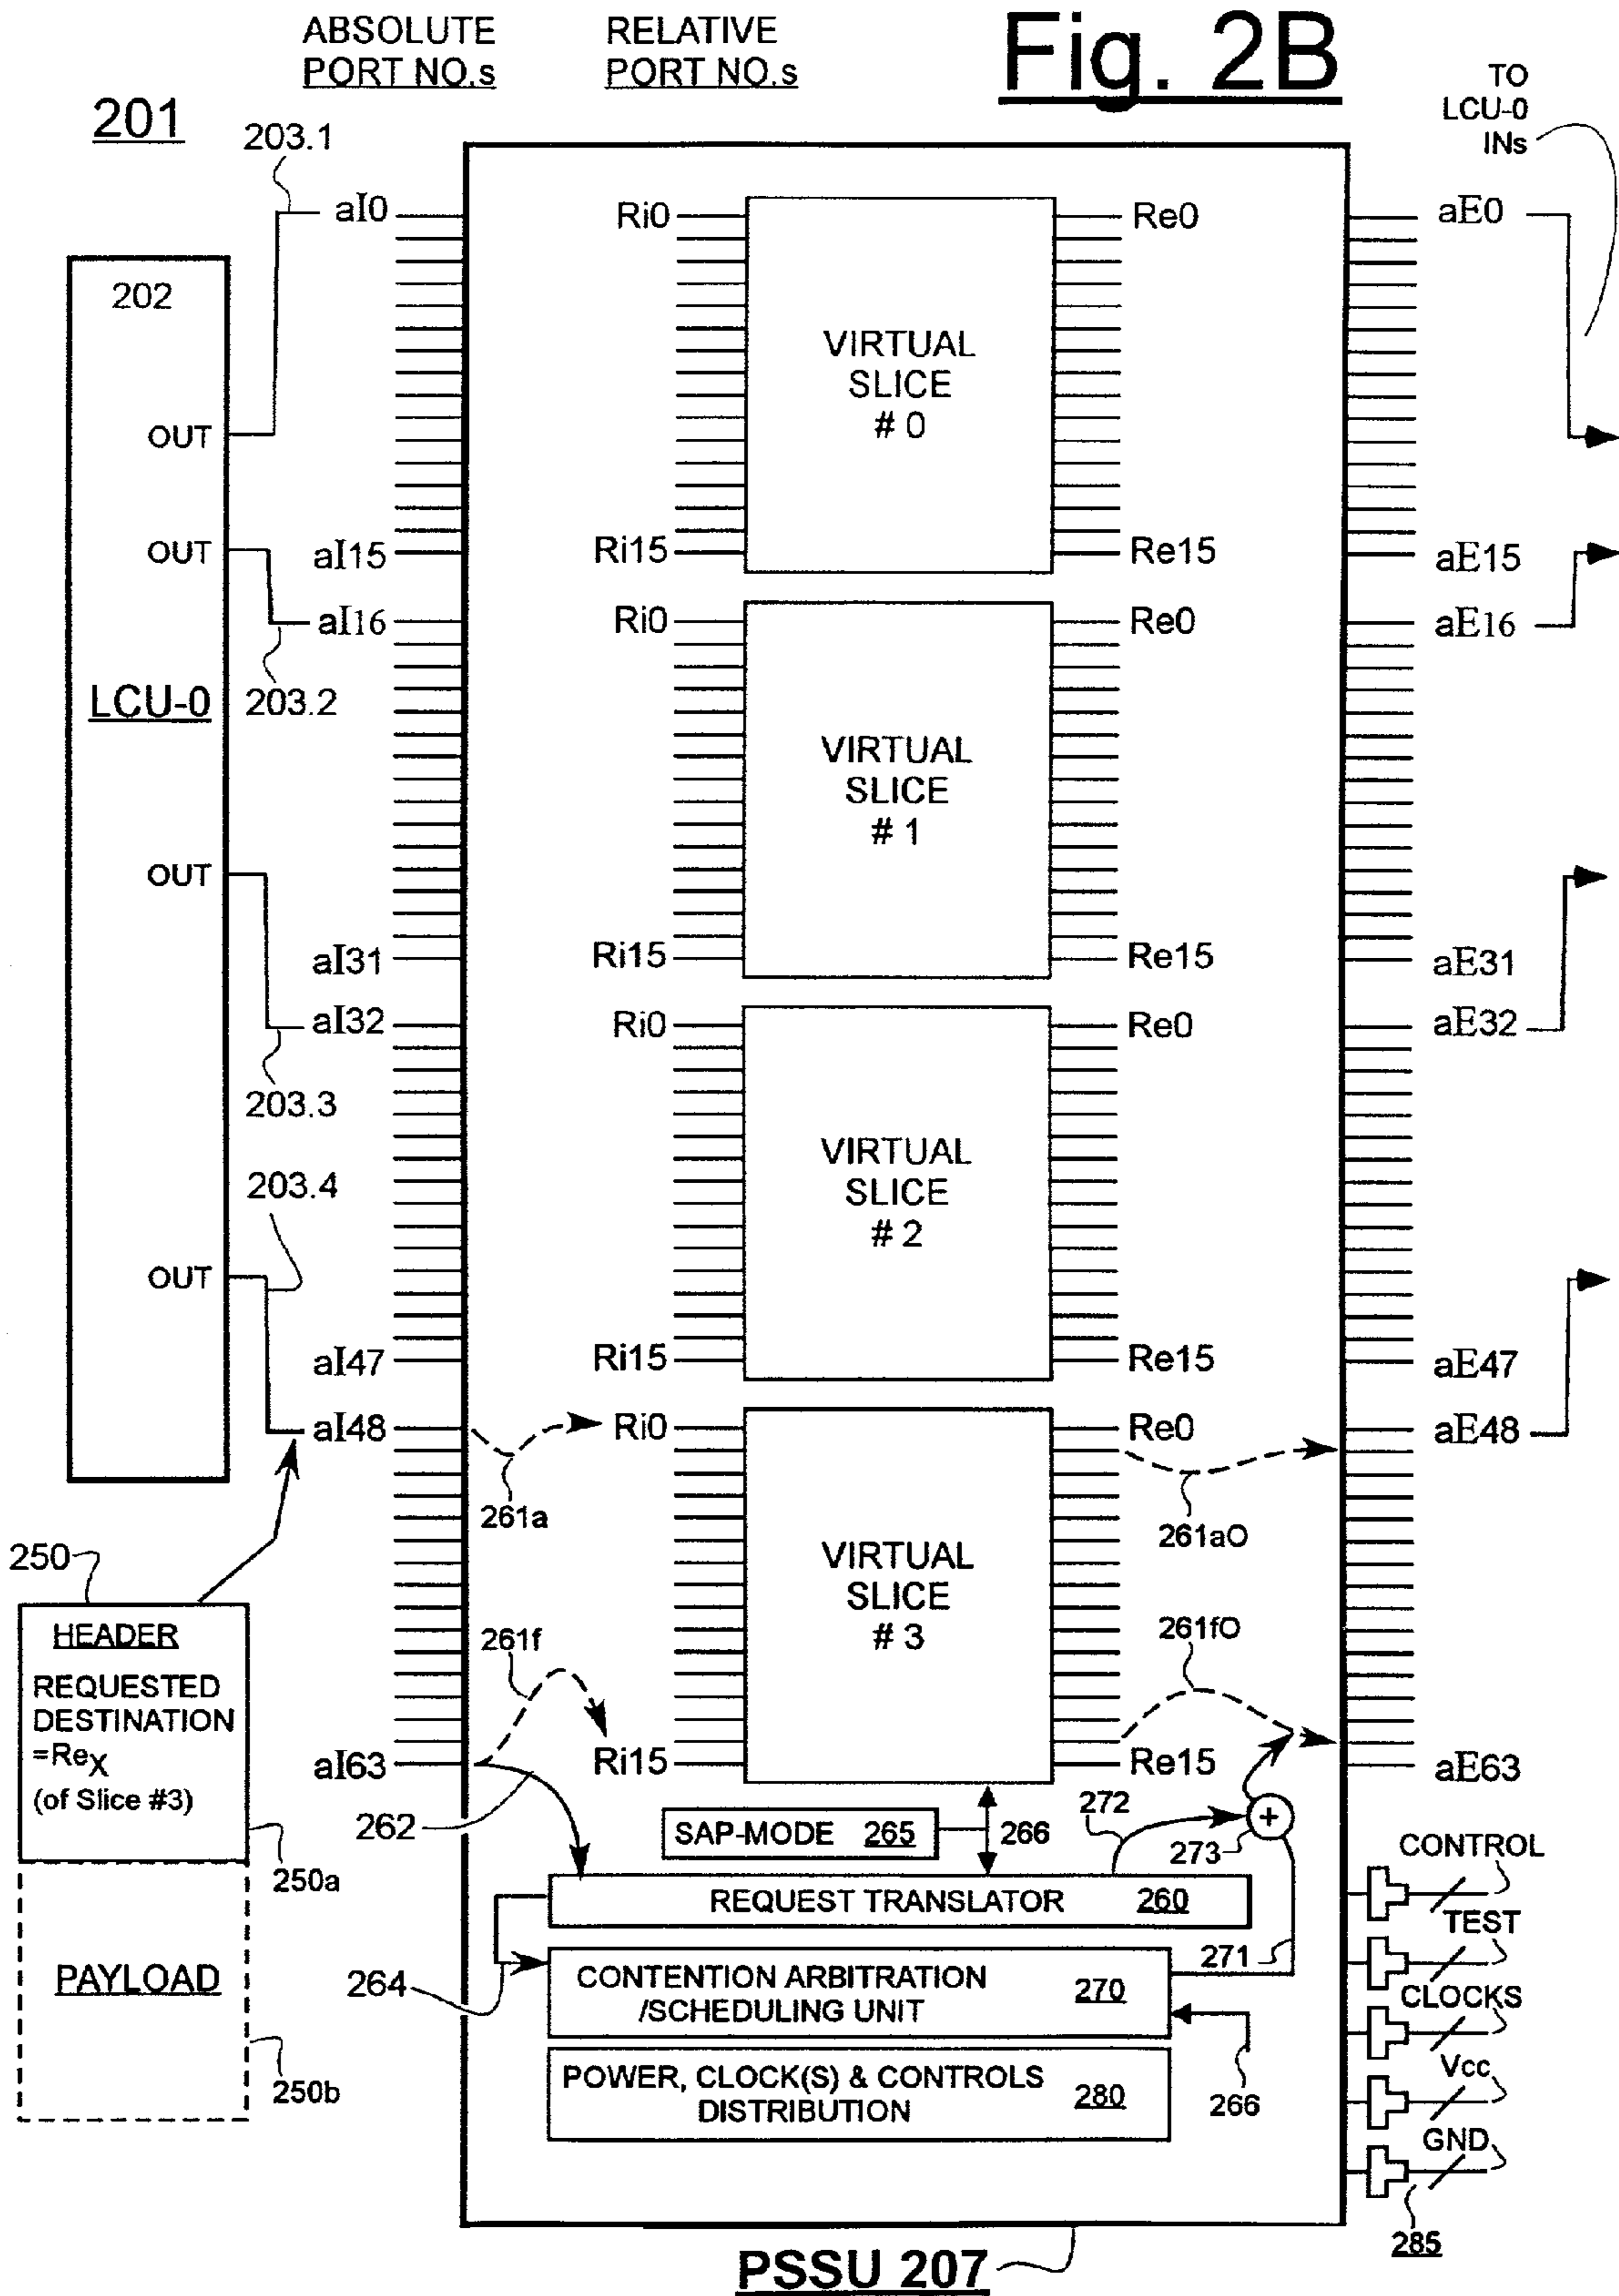 ABSOLUTE
PORT NO.s
RELATIVE
PORT NO.s
Fig. 2B
TO
LCU-0
INs
201
203.1
aI0
Ri0
Re0
aE0
202
VIRTUAL
SLICE
# 0
OUT
OUT
aI15
Ri15
Re15
aE15
aI16
Ri0
Re0
aE16
LCU-0
203.2
VIRTUAL
SLICE
# 1
OUT
aI31
Ri15
Re15
aE31
aI32
Ri0
Re0
aE32
203.3
VIRTUAL
SLICE
# 2
203.4
OUT
aI47
Ri15
Re15
aE47
aI48
Ri0
Re0
aE48
261a
261aO
250
VIRTUAL
SLICE
# 3
HEADER
REQUESTED
DESTINATION
=ReX
(of Slice #3)
261f
261fO
aI63
Ri15
Re15
aE63
262
SAP-MODE 265
266
272
273
CONTROL
250a
REQUEST TRANSLATOR 260
TEST
PAYLOAD
264
CONTENTION ARBITRATION
/SCHEDULING UNIT 270
271
CLOCKS
250b
POWER, CLOCK(S) & CONTROLS
DISTRIBUTION 280
266
Vcc
GND
285
PSSU 207